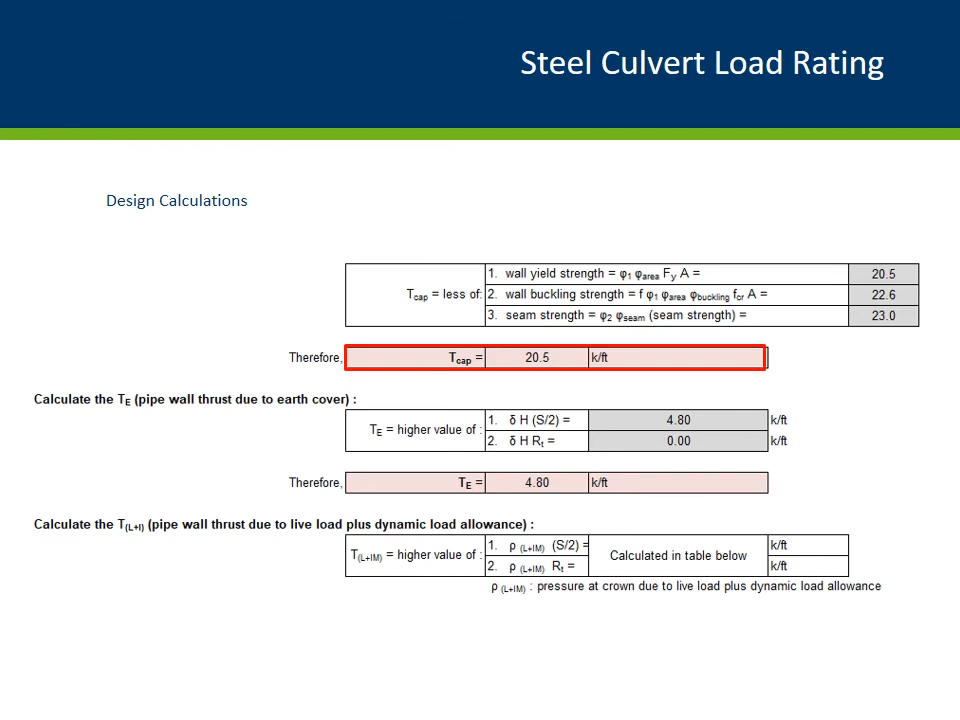 Steel Culvert Load Rating
Design Calculations
1. wall yield strength = φ1 φarea Fy A = 20.5
Tcap = less of: 2. wall buckling strength = f φ1 φarea φbuckling fcr A = 22.6
3. seam strength = φ2 φseam (seam strength) = 23.0
Therefore, Tcap = 20.5 k/ft
Calculate the TE (pipe wall thrust due to earth cover) :
TE = higher value of : 1. δ H (S/2) = 4.80 k/ft
2. δ H Rt = 0.00 k/ft
Therefore, TE = 4.80 k/ft
Calculate the T(L+I) (pipe wall thrust due to live load plus dynamic load allowance) :
T(L+IM) = higher value of : 1. ρ (L+IM) (S/2) = Calculated in table below k/ft
2. ρ (L+IM) Rt = k/ft
ρ (L+IM) : pressure at crown due to live load plus dynamic load allowance